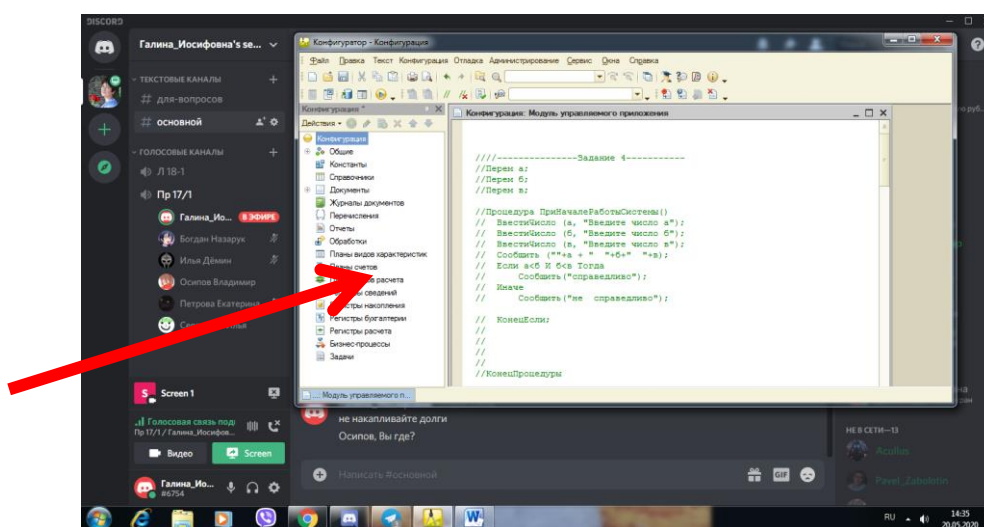 DISCORD
Галина_Иосифовна's se...
ТЕКСТОВЫЕ КАНАЛЫ
# для-вопросов
# основной
ГОЛОСОВЫЕ КАНАЛЫ
Л 18-1
Пр 17/1
Галина_Ио... В ЭФИРЕ
Богдан Назарук
Илья Дёмин
Осипов Владимир
Петрова Екатерина
Screen 1
Голосовая связь подк
Пр 17/1 / Галина_Иосифов...
Видео
Screen
Галина_Ио...
#6754
Конфигуратор - Конфигурация
Файл Правка Текст Конфигурация Отладка Администрирование Сервис Окна Справка
Конфигурация *
Действия
Конфигурация
Общие
Константы
Справочники
Документы
Журналы документов
Перечисления
Отчеты
Обработки
Планы видов характеристик
Планы счетов
расчета
сведений
Регистры накопления
Регистры бухгалтерии
Регистры расчета
Бизнес-процессы
Задачи
Конфигурация: Модуль управляемого приложения
////---------------Задание 4-----------
//Перем а;
//Перем б;
//Перем в;
//Процедура ПриНачалеРаботыСистемы()
// ВвестиЧисло (а, "Введите число а");
// ВвестиЧисло (б, "Введите число б");
// ВвестиЧисло (в, "Введите число в");
// Сообщить (""+а + " "+б+" "+в);
// Если а<б И б<в Тогда
// Сообщить("справедливо");
// Иначе
// Сообщить("не справедливо");
// КонецЕсли;
//
//
//
//
//КонецПроцедуры
...: Модуль управляемого п...
не накапливайте долги
Осипов, Вы где?
Написать #основной
GIF
НЕ В СЕТИ—13
Acullus
Pavel_Zabolotin
RU
14:35
20.05.2020